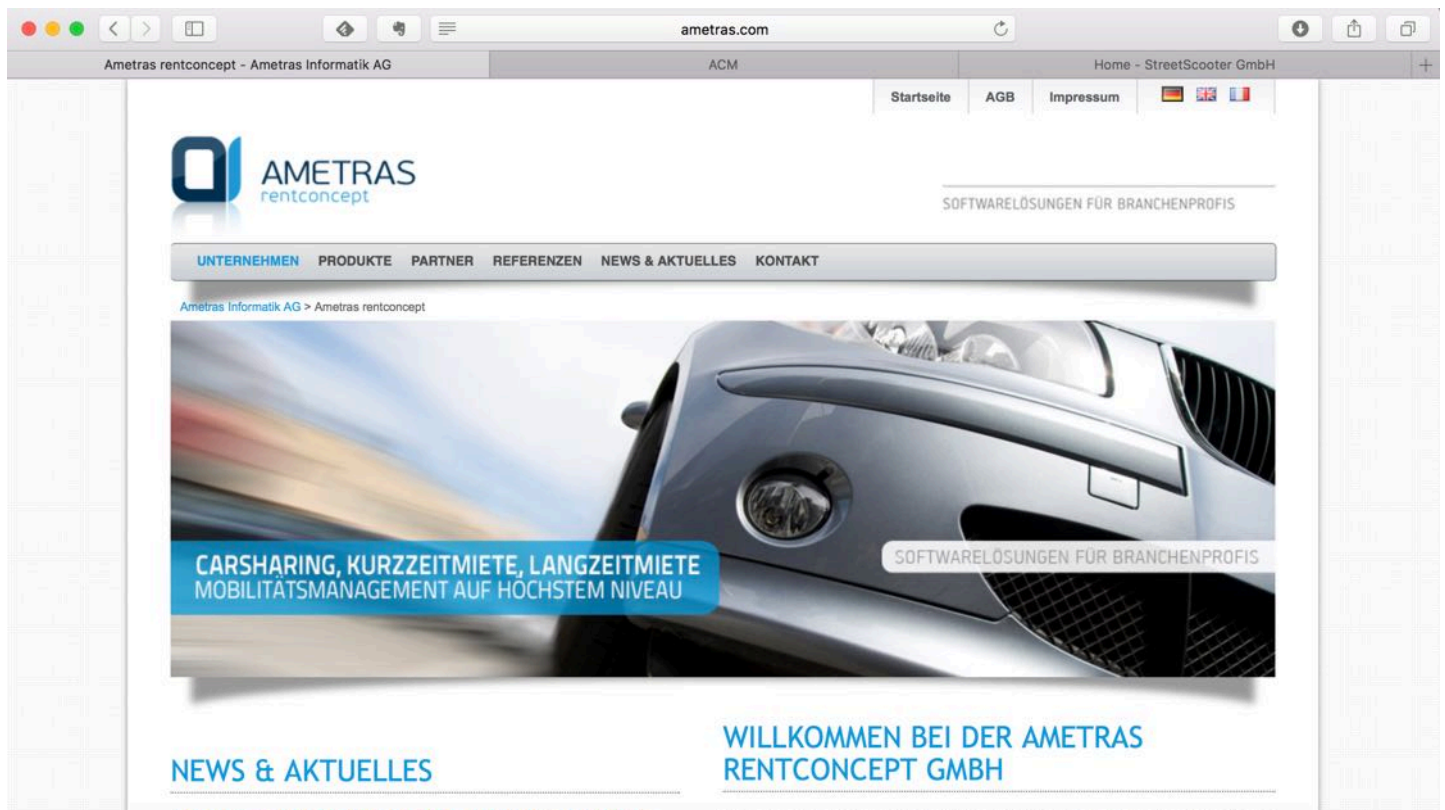 ametras.com
Ametras rentconcept - Ametras Informatik AG
ACM
Home - StreetScooter GmbH
Startseite AGB Impressum
AMETRAS
rentconcept
SOFTWARELÖSUNGEN FÜR BRANCHENPROFIS
UNTERNEHMEN PRODUKTE PARTNER REFERENZEN NEWS & AKTUELLES KONTAKT
Ametras Informatik AG > Ametras rentconcept
CARSHARING, KURZZEITMIETE, LANGZEITMIETE
MOBILITÄTSMANAGEMENT AUF HÖCHSTEM NIVEAU
SOFTWARELÖSUNGEN FÜR BRANCHENPROFIS
NEWS & AKTUELLES
WILLKOMMEN BEI DER AMETRAS
RENTCONCEPT GMBH